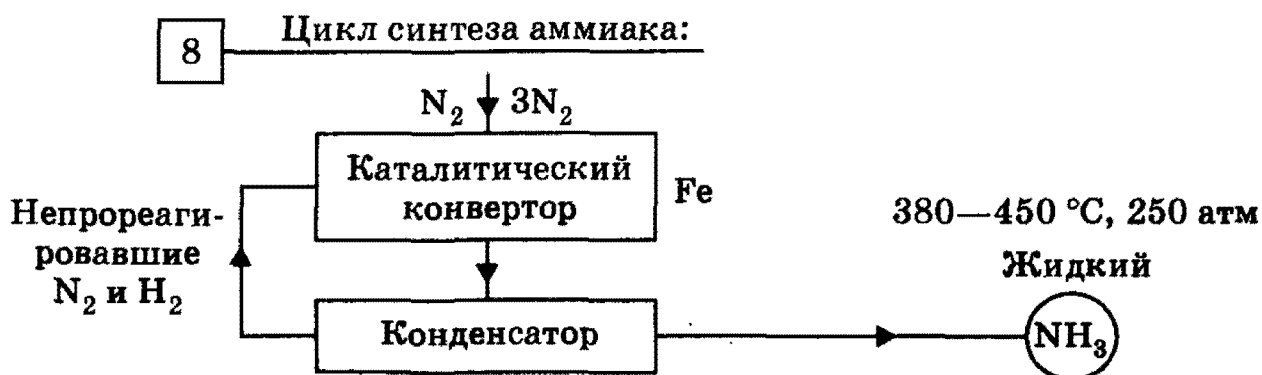 8 Цикл синтеза аммиака:
N₂ 3N₂
Каталитический
конвертор
Fe
Непрореаги-
ровавшие
N₂ и H₂
380—450 °C, 250 атм
Жидкий
Конденсатор
NH₃